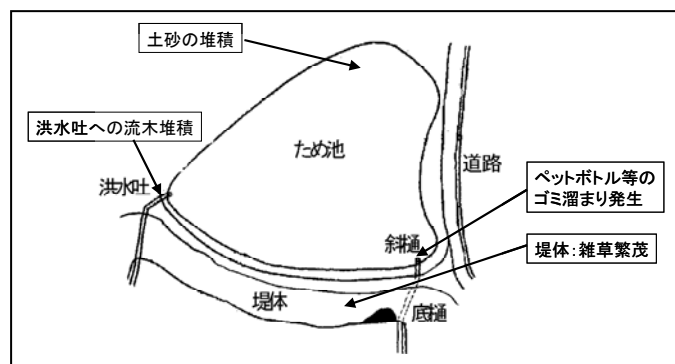 土砂の堆積
洪水吐への流木堆積
ため池
道路
洪水吐
ペットボトル等の
ゴミ溜まり発生
斜樋
堤体：雑草繁茂
堤体
底樋